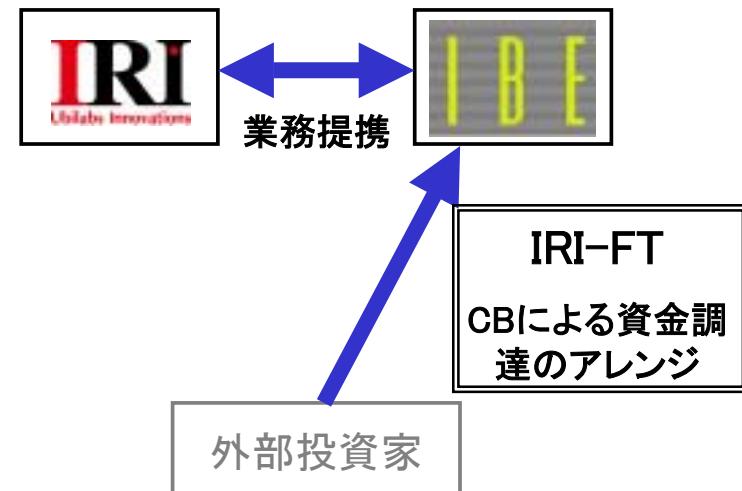 IRI
Ubilabs Innovations
IBE
業務提携
IRI-FT
CBによる資金調
達のアレンジ
外部投資家